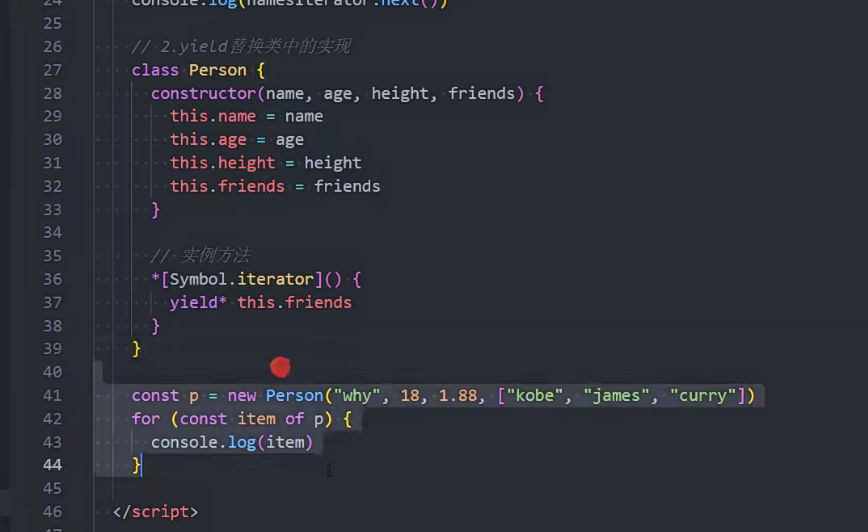 24 console.log(namesIterator.next())
25
26 // 2.yield替换类中的实现
27 class Person {
28 constructor(name, age, height, friends) {
29 this.name = name
30 this.age = age
31 this.height = height
32 this.friends = friends
33 }
34
35 // 实例方法
36 *[Symbol.iterator]() {
37 yield* this.friends
38 }
39 }
40
41 const p = new Person("why", 18, 1.88, ["kobe", "james", "curry"])
42 for (const item of p) {
43 console.log(item)
44 }
45
46 </script>